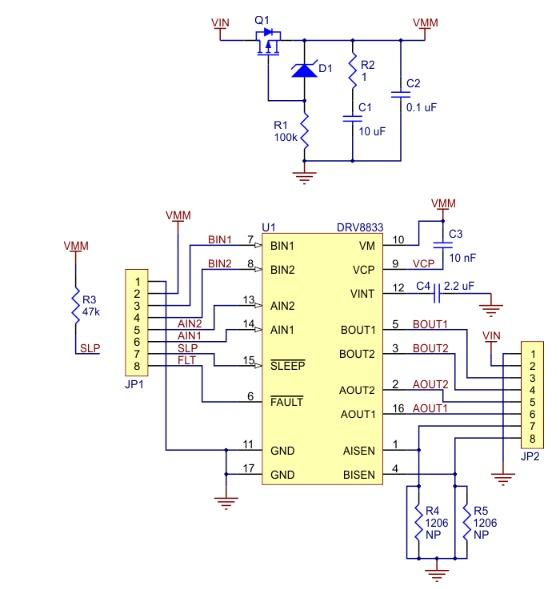 VIN
Q1
VMM
D1
R2
1
C2
0.1 uF
C1
10 uF
R1
100k
VMM
VMM
R3
47k
SLP
U1
DRV8833
VMM
C3
10 nF
BIN1 7 BIN1
VM 10
BIN2 8 BIN2
VCP 9 VCP
VINT 12 C4 2.2 uF
13 AIN2
14 AIN1
AIN2
AIN1
SLP
FLT
15 SLEEP
6 FAULT
1
2
3
4
5
6
7
8
JP1
BOUT1 5 BOUT1
BOUT2 3 BOUT2
AOUT2 2 AOUT2
AOUT1 16 AOUT1
VIN
1
2
3
4
5
6
7
8
JP2
11 GND
17 GND
AISEN 1
BISEN 4
R4
1206
NP
R5
1206
NP